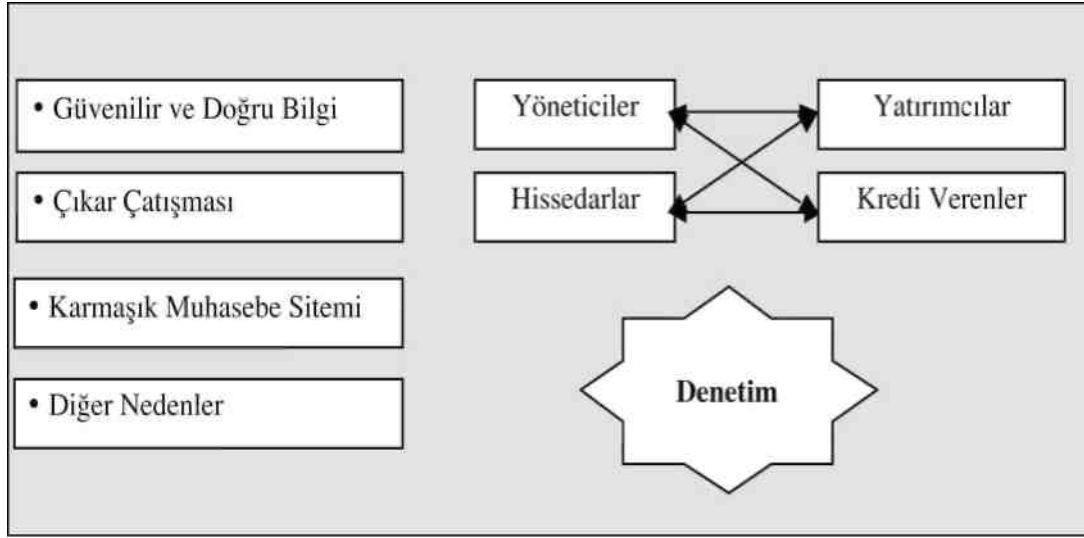 • Güvenilir ve Doğru Bilgi
• Çıkar Çatışması
• Karmaşık Muhasebe Sitemi
• Diğer Nedenler
Yöneticiler
Yatırımcılar
Hissedarlar
Kredi Verenler
Denetim